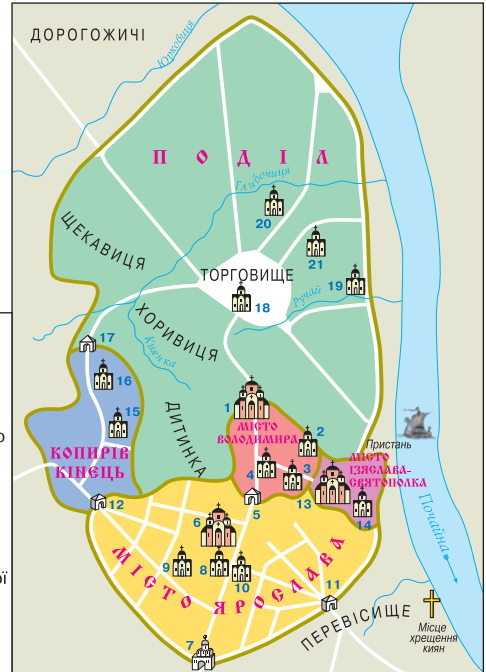 ДОРОГОЖИЧІ
Юрковиця
ПОДІЛ
Глибочиця
20
21
ЩЕКАВИЦЯ
ТОРГОВИЩЕ
19
18
ручаї
ХОРИВИЦЯ
Киянка
17
16
15
ДИТИНКА
КОПИРІВ
КІНЕЦЬ
12
1
МІСТО
ВОЛОДИМИРА
2
4
3
5
Пристань
МІСТО
ІЗЯСЛАВА-
СВЯТОПОЛКА
13
14
Почайна
6
МІСТО ЯРОСЛАВА
9
8
10
11
7
ПЕРЕВІСИЩЕ
Місце
хрещення
киян